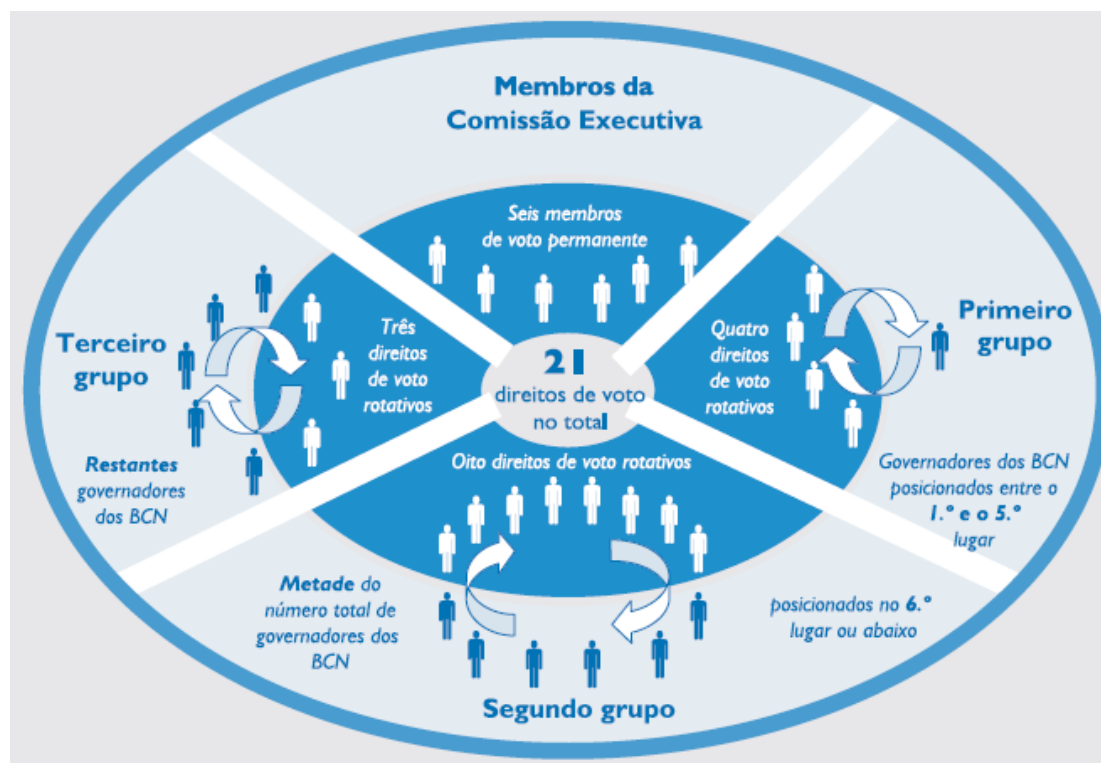 Membros da
Comissão Executiva
Seis membros
de voto permanente
Terceiro
grupo
Três
direitos
de voto
rotativos
Restantes
governadores
dos BCN
21
direitos de voto
no total
Quatro
direitos
de voto
rotativos
Primeiro
grupo
Governadores dos BCN
posicionados entre o
1.º e o 5.º
lugar
Oito direitos de voto rotativos
Metade do
número total de
governadores dos
BCN
posicionados no 6.º
lugar ou abaixo
Segundo grupo